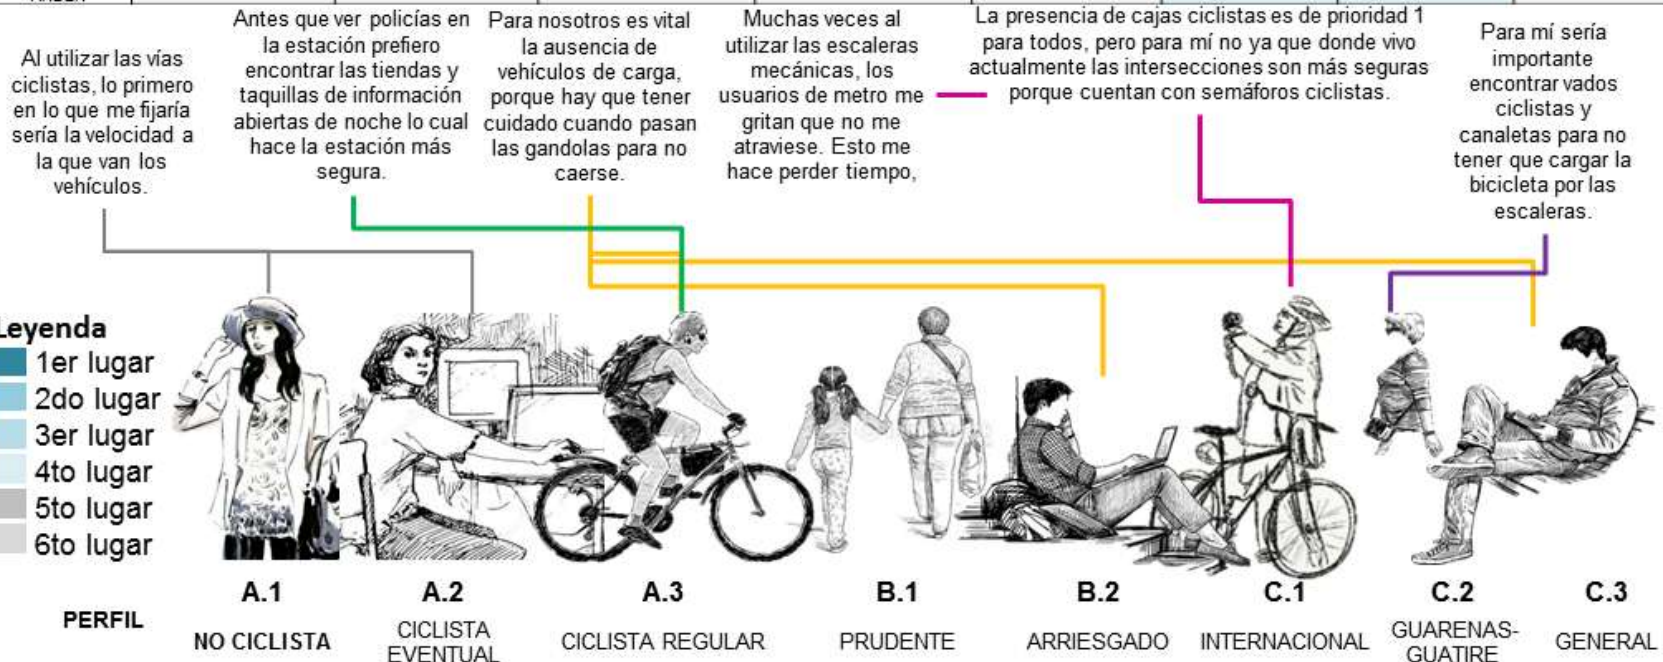 Al utilizar las vías
ciclistas, lo primero
en lo que me fijaría
sería la velocidad a
la que van los
vehículos.
Antes que ver policías en
la estación prefiero
encontrar las tiendas y
taquillas de información
abiertas de noche lo cual
hace la estación más
segura.
Para nosotros es vital
la ausencia de
vehículos de carga,
porque hay que tener
cuidado cuando pasan
las gandolas para no
caerse.
Muchas veces al
utilizar las escaleras
mecánicas, los
usuarios de metro me
gritan que no me
atraviese. Esto me
hace perder tiempo,
La presencia de cajas ciclistas es de prioridad 1
para todos, pero para mí no ya que donde vivo
actualmente las intersecciones son más seguras
porque cuentan con semáforos ciclistas.
Para mí sería
importante
encontrar vados
ciclistas y
canaletas para no
tener que cargar la
bicicleta por las
escaleras.
Leyenda
1er lugar
2do lugar
3er lugar
4to lugar
5to lugar
6to lugar
PERFIL
A.1
NO CICLISTA
A.2
CICLISTA
EVENTUAL
A.3
CICLISTA REGULAR
B.1
PRUDENTE
B.2
ARRIESGADO
C.1
INTERNACIONAL
C.2
GUARENAS-
GUATIRE
C.3
GENERAL